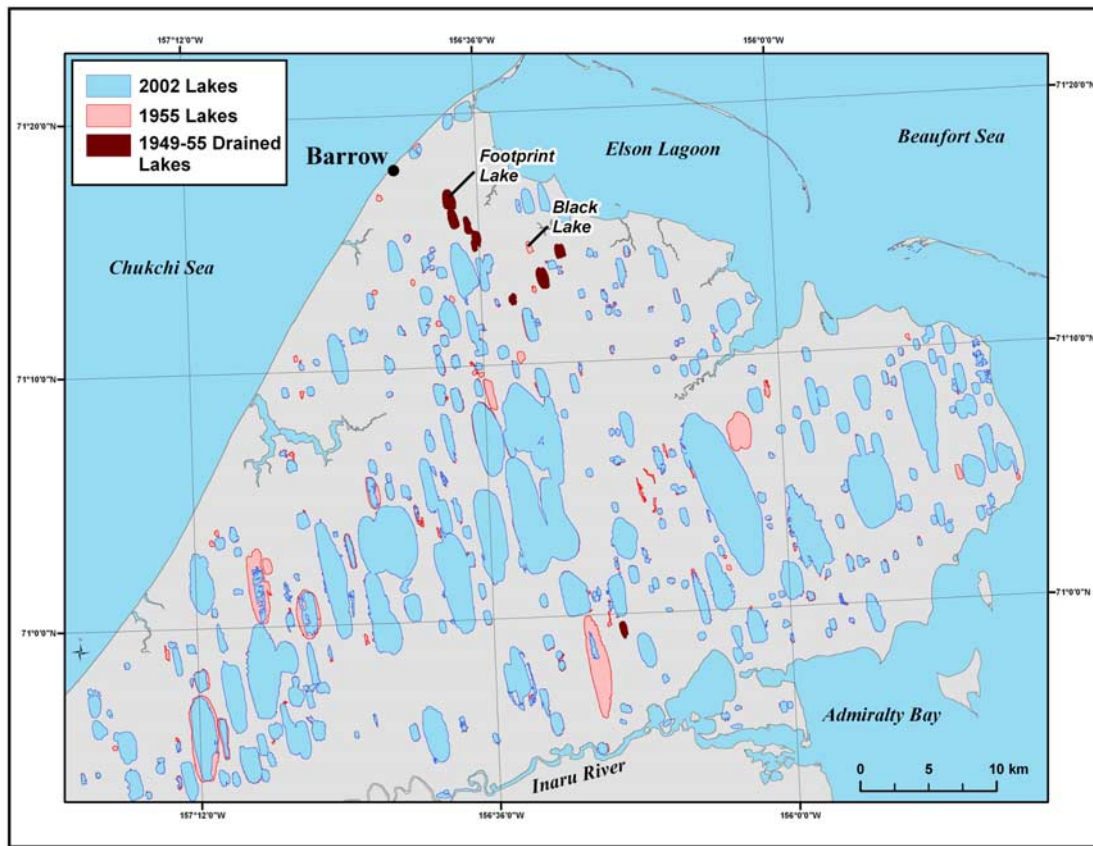 157°12'0"W
156°36'0"W
156°0'0"W
2002 Lakes
1955 Lakes
1949-55 Drained
Lakes
71°20'0"N
71°20'0"N
Barrow
Footprint
Lake
Elson Lagoon
Beaufort Sea
Black
Lake
Chukchi Sea
71°10'0"N
71°10'0"N
71°0'0"N
71°0'0"N
Admiralty Bay
Inaru River
0 5 10 km
157°12'0"W
156°36'0"W
156°0'0"W